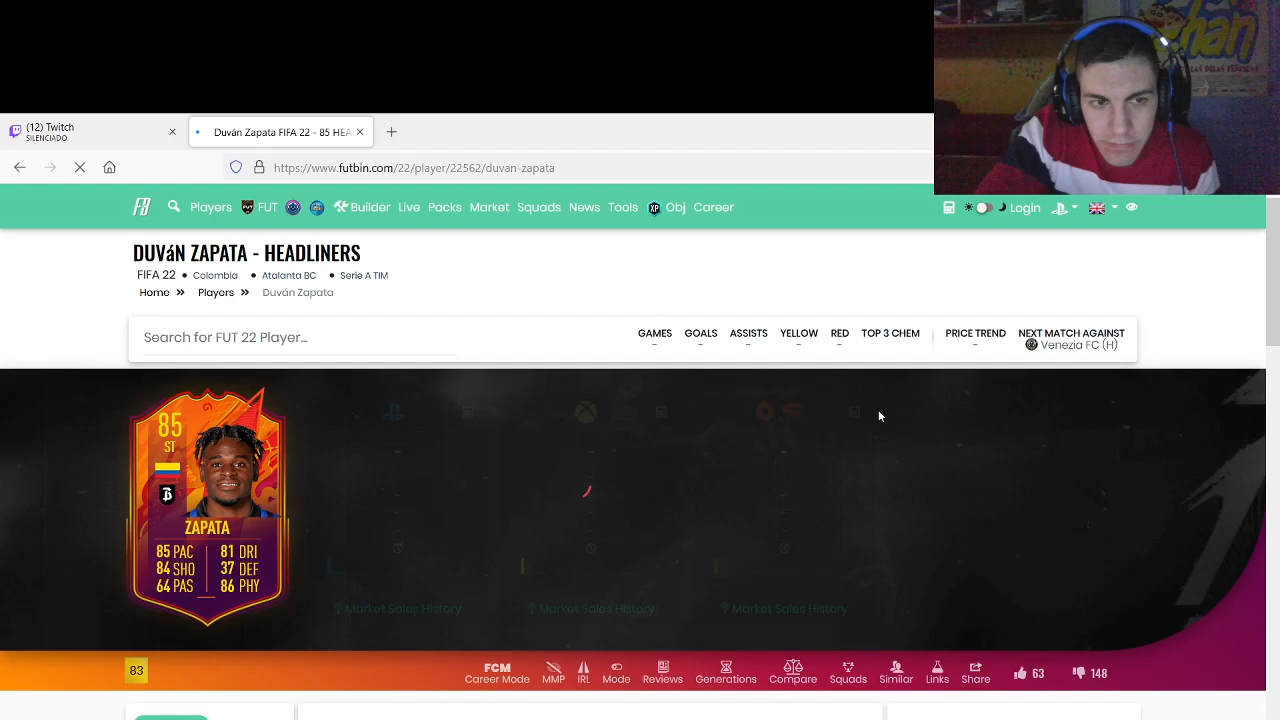 (12) Twitch
SILENCIADO
Duván Zapata FIFA 22 - 85 HEA
https://www.futbin.com/22/player/22562/duvan-zapata
Players FUT Builder Live Packs Market Squads News Tools XP Obj Career Login
DUVáN ZAPATA - HEADLINERS
FIFA 22 • Colombia • Atalanta BC • Serie A TIM
Home » Players » Duván Zapata
Search for FUT 22 Player...
GAMES GOALS ASSISTS YELLOW RED TOP 3 CHEM PRICE TREND NEXT MATCH AGAINST
- - - - - - Venezia FC (H)
85
ST
ZAPATA
85 PAC 81 DRI
84 SHO 37 DEF
64 PAS 86 PHY
Market Sales History Market Sales History Market Sales History
83
FCM
Career Mode MMP IRL Mode Reviews Generations Compare Squads Similar Links Share 63 148